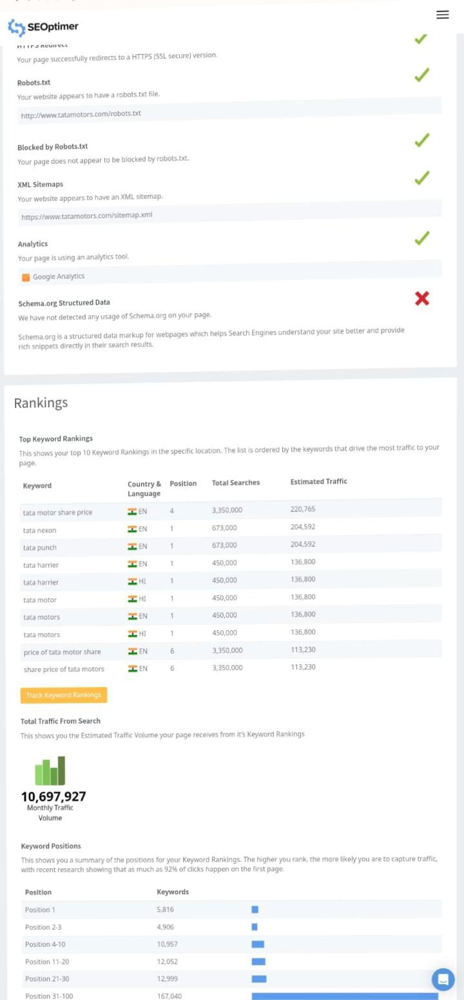 SEOptimer
HTTPS Redirect
Your page successfully redirects to a HTTPS (SSL secure) version.
Robots.txt
Your website appears to have a robots.txt file.
http://www.tatamotors.com/robots.txt
Blocked by Robots.txt
Your page does not appear to be blocked by robots.txt.
XML Sitemaps
Your website appears to have an XML sitemap.
https://www.tatamotors.com/sitemap.xml
Analytics
Your page is using an analytics tool.
Google Analytics
Schema.org Structured Data
We have not detected any usage of Schema.org on your page.
Schema.org is a structured data markup for webpages which helps Search Engines understand your site better and provide
rich snippets directly in their search results.
Rankings
Top Keyword Rankings
This shows your top 10 Keyword Rankings in the specific location. The list is ordered by the keywords that drive the most traffic to your
page.
Keyword Country & Position Total Searches Estimated Traffic
Language
tata motor share price EN 4 3,350,000 220,765
tata nexon EN 1 673,000 204,592
tata punch EN 1 673,000 204,592
tata harrier EN 1 450,000 136,800
tata harrier HI 1 450,000 136,800
tata motor HI 1 450,000 136,800
tata motors EN 1 450,000 136,800
tata motors HI 1 450,000 136,800
price of tata motor share EN 6 3,350,000 113,230
share price of tata motors EN 6 3,350,000 113,230
Track Keyword Rankings
Total Traffic From Search
This shows you the Estimated Traffic Volume your page receives from it's Keyword Rankings
10,697,927
Monthly Traffic
Volume
Keyword Positions
This shows you a summary of the positions for your Keyword Rankings. The higher you rank, the more likely you are to capture traffic,
with recent research showing that as much as 92% of clicks happen on the first page.
Position Keywords
Position 1 5,816
Position 2-3 4,906
Position 4-10 10,957
Position 11-20 12,052
Position 21-30 12,999
Position 31-100 167,040